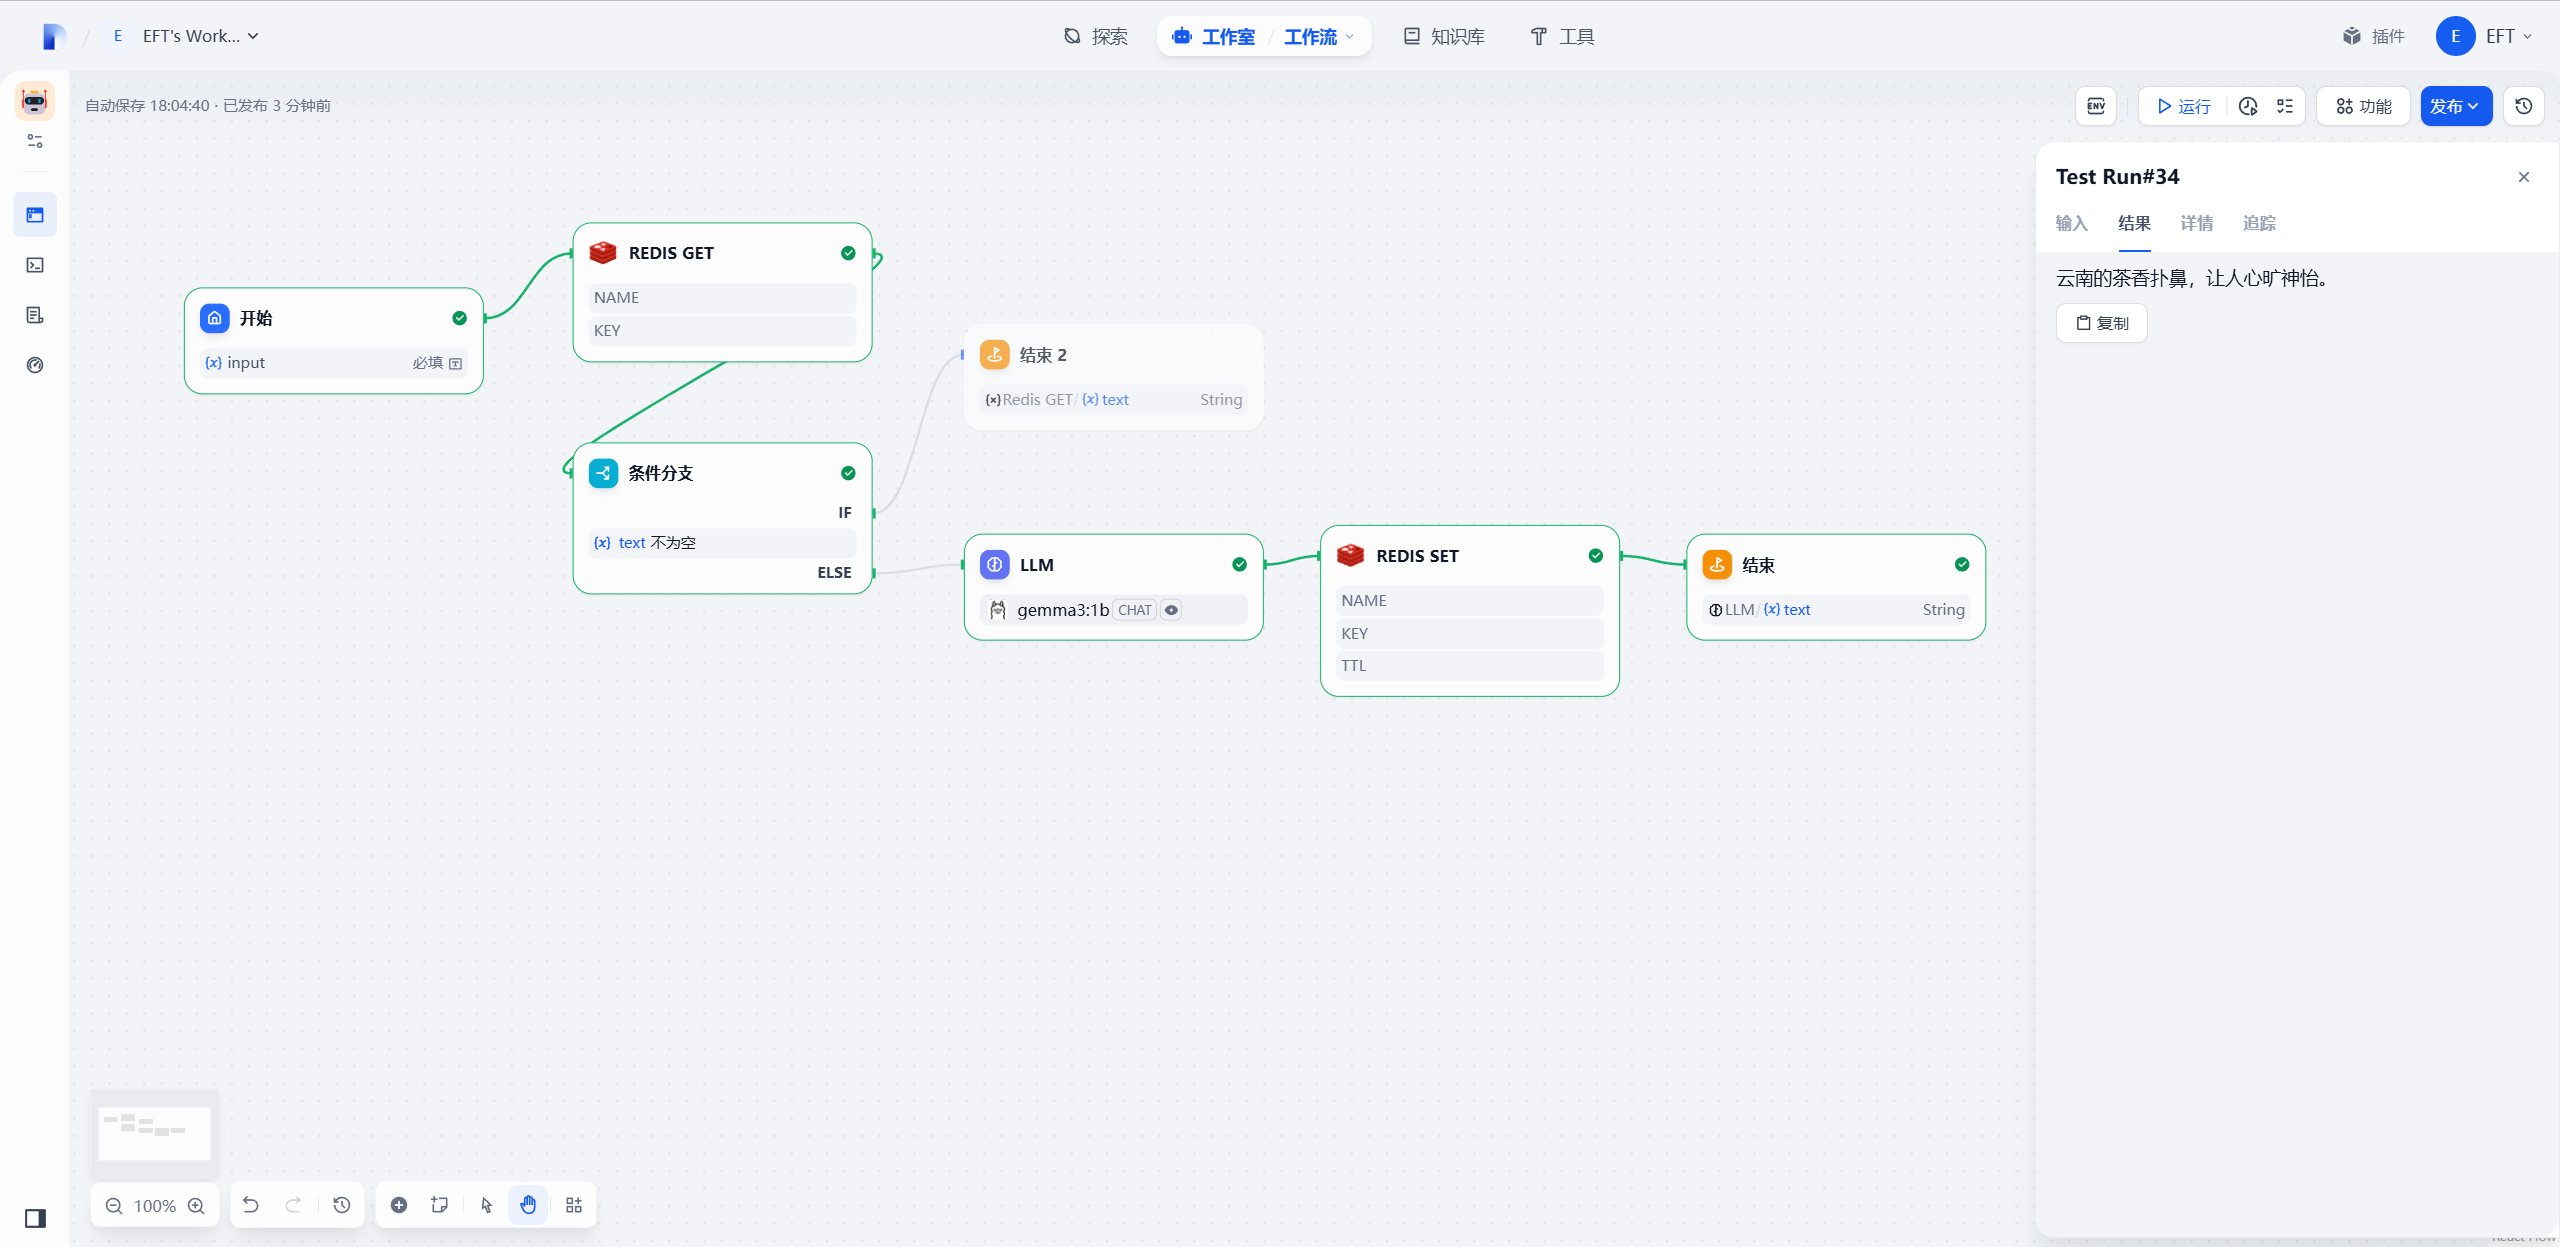 E EFT's Work...
探索
工作室 / 工作流
知识库
工具
插件
E EFT
自动保存 18:04:40 · 已发布 3 分钟前
ENV
运行
功能
发布
Test Run#34
输入 结果 详情 追踪
云南的茶香扑鼻，让人心旷神怡。
复制
开始
{x} input 必填
REDIS GET
NAME
KEY
条件分支
IF
{x} text 不为空
ELSE
结束 2
{x} Redis GET / {x} text String
LLM
gemma3:1b CHAT
REDIS SET
NAME
KEY
TTL
结束
LLM / {x} text String
100%
React Flow